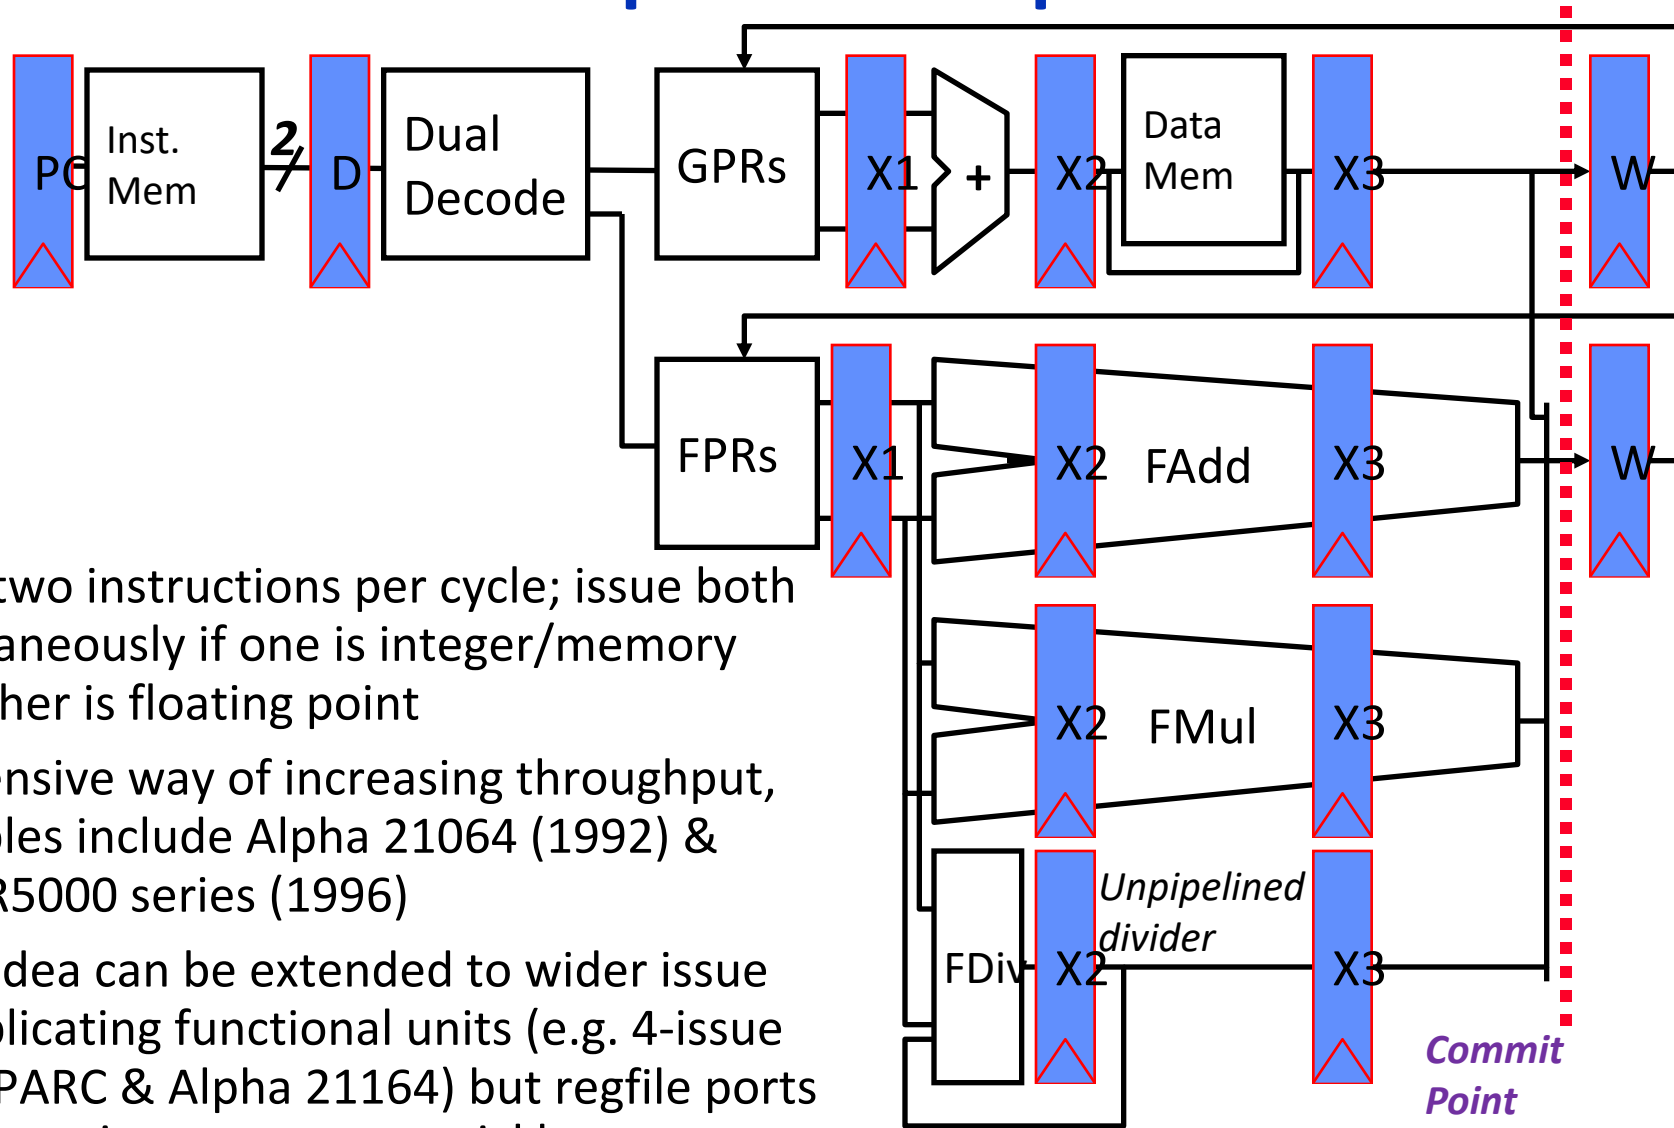 PC
Inst.
Mem
2
D
Dual
Decode
GPRs
X1
+
X2
Data
Mem
X3
W
FPRs
X1
X2
FAdd
X3
W
two instructions per cycle; issue both
aneously if one is integer/memory
her is floating point
X2
FMul
X3
ensive way of increasing throughput,
les include Alpha 21064 (1992) &
R5000 series (1996)
Unpipelined
divider
FDiv
X2
X3
dea can be extended to wider issue
licating functional units (e.g. 4-issue
PARC & Alpha 21164) but regfile ports
Commit
Point